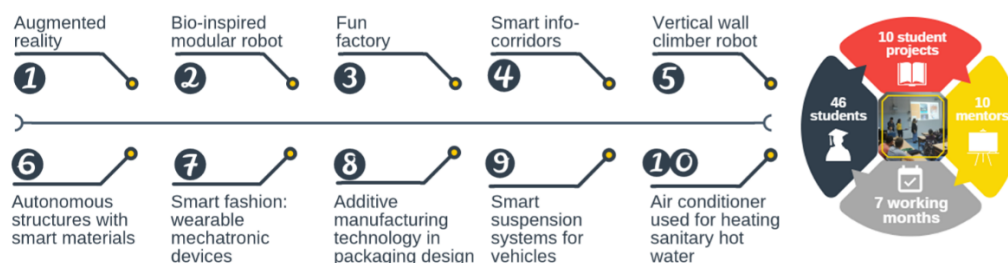 Augmented
reality
1
Bio-inspired
modular robot
2
Fun
factory
3
Smart info-
corridors
4
Vertical wall
climber robot
5
6
Autonomous
structures with
smart materials
7
Smart fashion:
wearable
mechatronic
devices
8
Additive
manufacturing
technology in
packaging design
9
Smart
suspension
systems for
vehicles
10
Air conditioner
used for heating
sanitary hot
water
10 student
projects
46
students
10
mentors
7 working
months